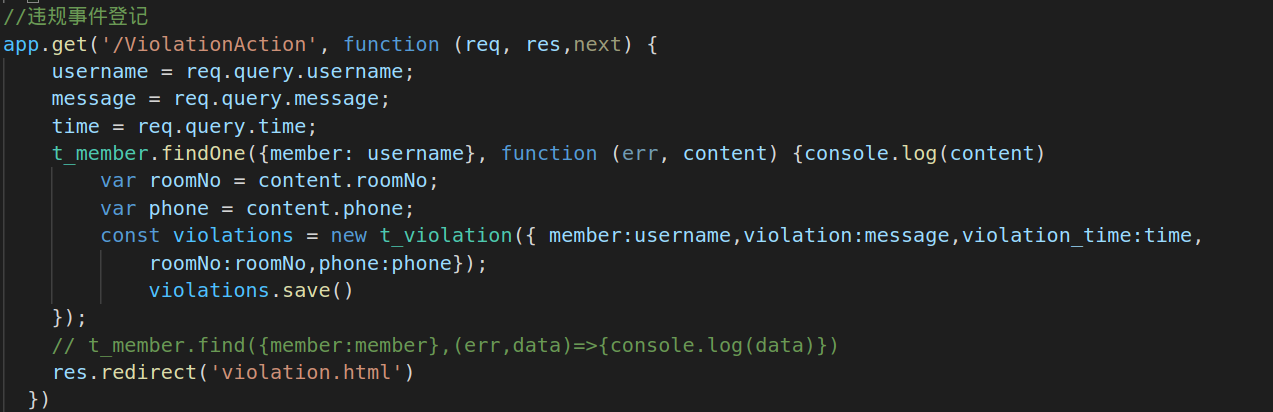 //违规事件登记
app.get('/ViolationAction', function (req, res,next) {
    username = req.query.username;
    message = req.query.message;
    time = req.query.time;
    t_member.findOne({member: username}, function (err, content) {console.log(content)
        var roomNo = content.roomNo;
        var phone = content.phone;
        const violations = new t_violation({ member:username,violation:message,violation_time:time,
            roomNo:roomNo,phone:phone});
            violations.save()
    });
    // t_member.find({member:member},(err,data)=>{console.log(data)})
    res.redirect('violation.html')
  })